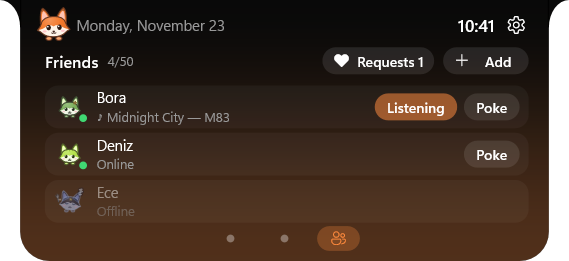 Monday, November 23
10:41
Friends 4/50
Requests 1
Add
Bora
♪ Midnight City — M83
Listening
Poke
Deniz
Online
Poke
Ece
Offline